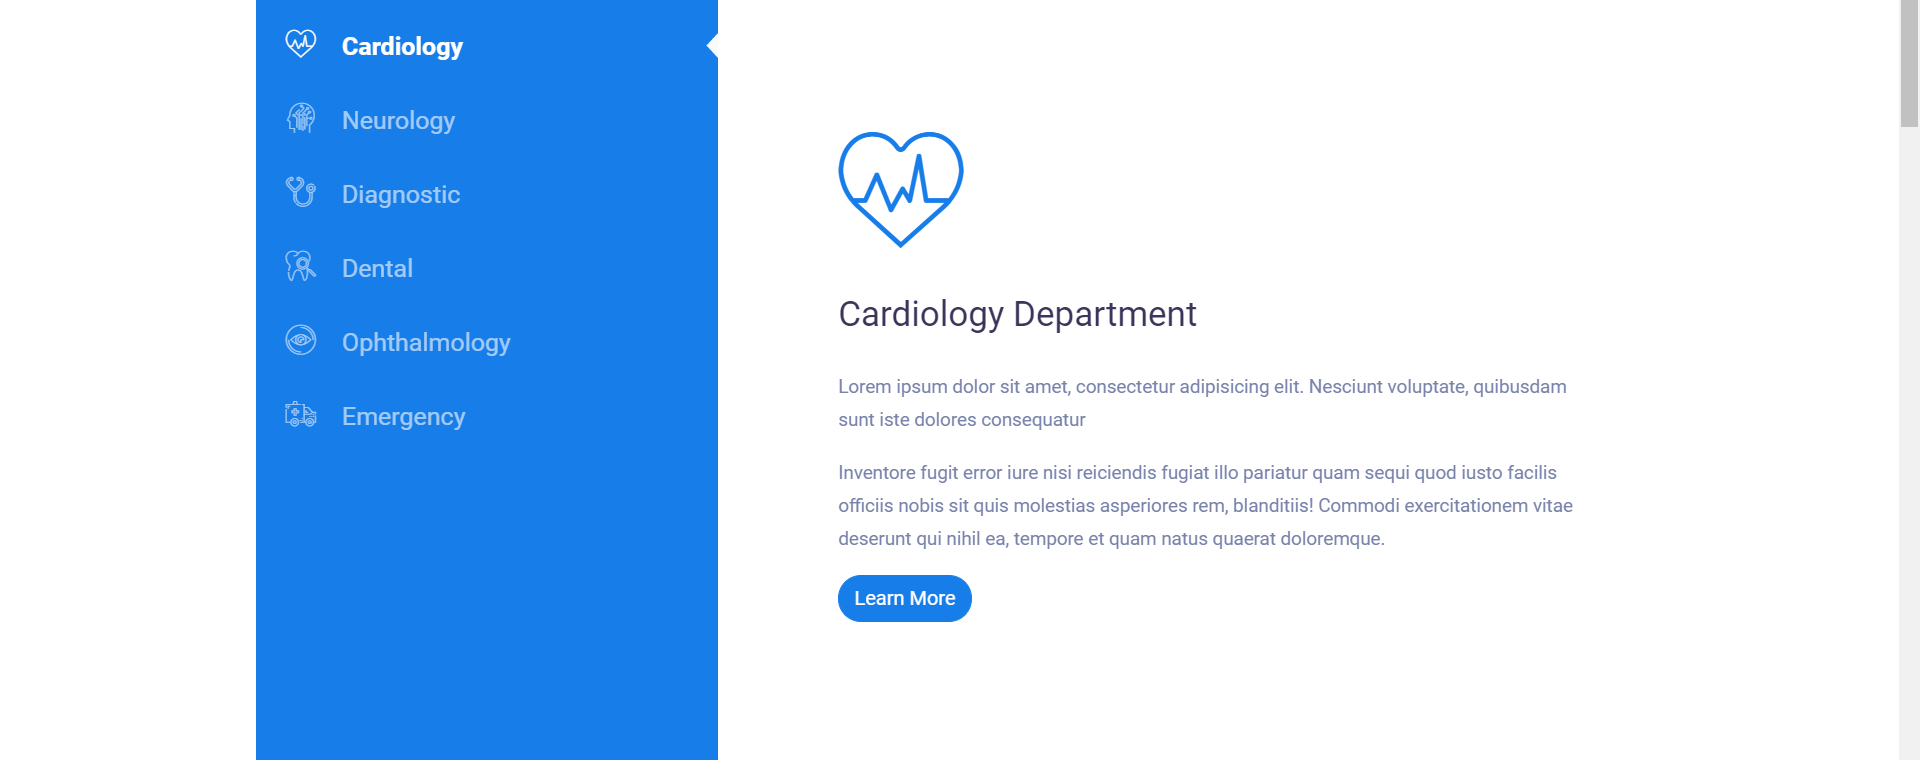 Cardiology
Neurology
Diagnostic
Dental
Ophthalmology
Emergency
Cardiology Department
Lorem ipsum dolor sit amet, consectetur adipisicing elit. Nesciunt voluptate, quibusdam
sunt iste dolores consequatur
Inventore fugit error iure nisi reiciendis fugiat illo pariatur quam sequi quod iusto facilis
officiis nobis sit quis molestias asperiores rem, blanditiis! Commodi exercitationem vitae
deserunt qui nihil ea, tempore et quam natus quaerat doloremque.
Learn More